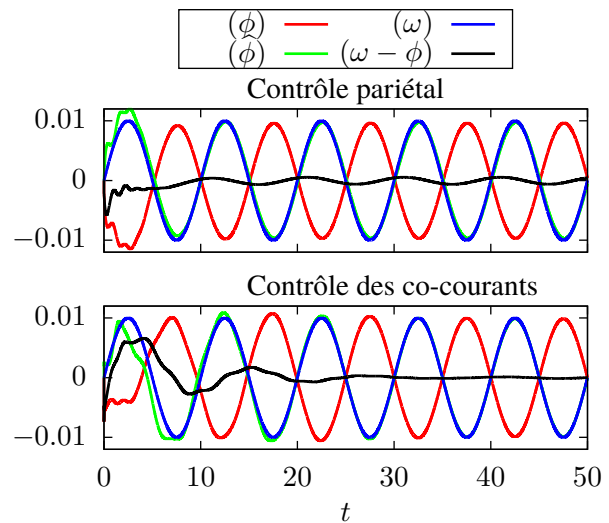 (ϕ) (ω)
(ϕ̂) (ω − ϕ)
Contrôle pariétal
0.01
0
−0.01
Contrôle des co-courants
0.01
0
−0.01
0 10 20 30 40 50
t